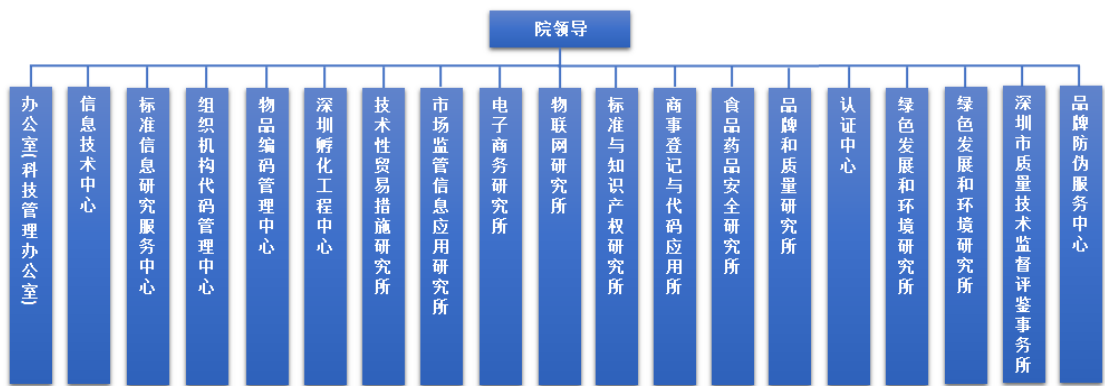 院领导
办公室(科技管理办公室)
信息技术中心
标准信息研究服务中心
组织机构代码管理中心
物品编码管理中心
深圳孵化工程中心
技术性贸易措施研究所
市场监管信息应用研究所
电子商务研究所
物联网研究所
标准与知识产权研究所
商事登记与代码应用所
食品药品安全研究所
品牌和质量研究所
认证中心
绿色发展和环境研究所
绿色发展和环境研究所
深圳市质量技术监督评鉴事务所
品牌防伪服务中心